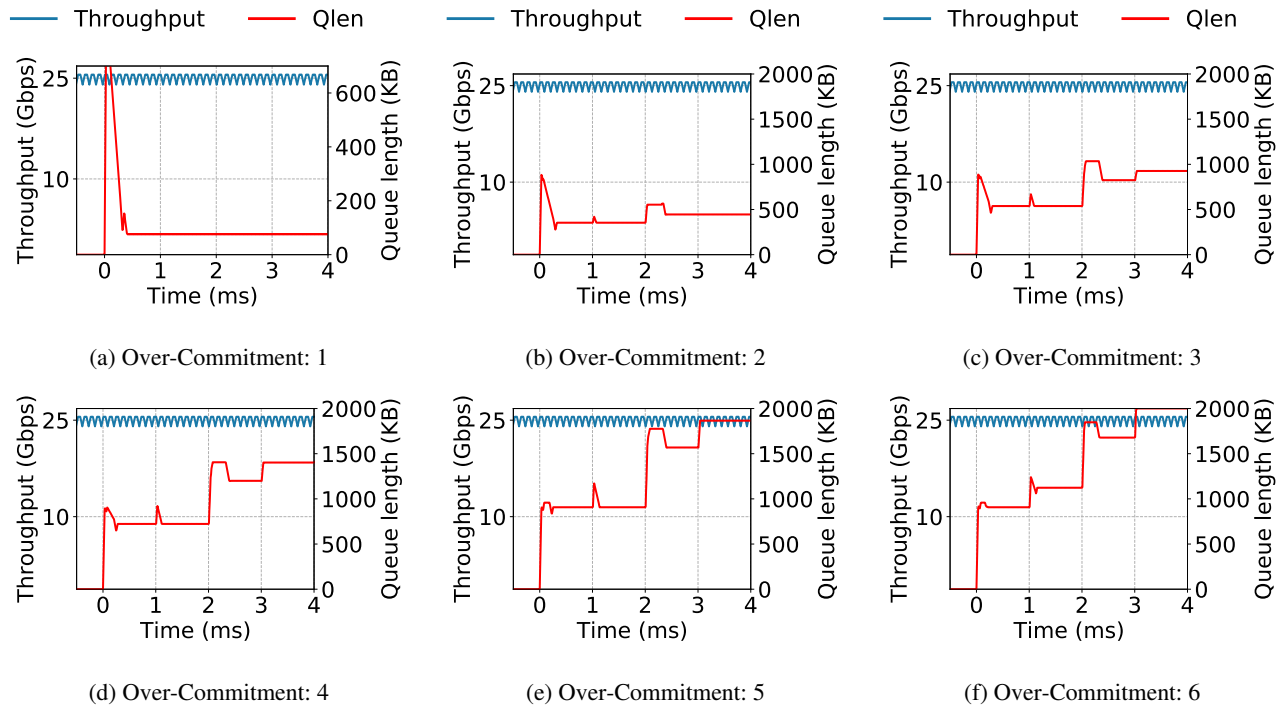 Throughput Qlen Throughput Qlen Throughput Qlen
Throughput (Gbps) 25 10 0 1 2 3 4 Time (ms) 600 400 200 0 Queue length (KB)
Throughput (Gbps) 25 10 0 1 2 3 4 Time (ms) 2000 1500 1000 500 0 Queue length (KB)
Throughput (Gbps) 25 10 0 1 2 3 4 Time (ms) 2000 1500 1000 500 0 Queue length (KB)
(a) Over-Commitment: 1
(b) Over-Commitment: 2
(c) Over-Commitment: 3
Throughput (Gbps) 25 10 0 1 2 3 4 Time (ms) 2000 1500 1000 500 0 Queue length (KB)
Throughput (Gbps) 25 10 0 1 2 3 4 Time (ms) 2000 1500 1000 500 0 Queue length (KB)
Throughput (Gbps) 25 10 0 1 2 3 4 Time (ms) 2000 1500 1000 500 0 Queue length (KB)
(d) Over-Commitment: 4
(e) Over-Commitment: 5
(f) Over-Commitment: 6